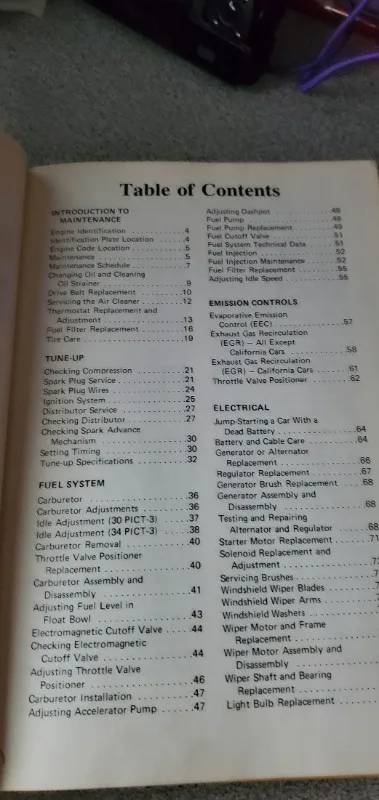 Table of Contents
INTRODUCTION TO
MAINTENANCE
Engine Identification .4
Identification Plate Location .4
Engine Code Location .5
Maintenance .5
Maintenance Schedule .7
Changing Oil and Cleaning
Oil Strainer .9
Drive Belt Replacement .10
Servicing the Air Cleaner .12
Thermostat Replacement and
Adjustment .13
Fuel Filter Replacement .16
Tire Care .19
TUNE-UP
Checking Compression .21
Spark Plug Service .21
Spark Plug Wires .24
Ignition System .25
Distributor Service .27
Checking Distributor .27
Checking Spark Advance
Mechanism .30
Setting Timing .30
Tune-up Specifications .32
FUEL SYSTEM
Carburetor .36
Carburetor Adjustments .36
Idle Adjustment (30 PICT-3) .37
Idle Adjustment (34 PICT-3) .38
Carburetor Removal .40
Throttle Valve Positioner
Replacement .40
Carburetor Assembly and
Disassembly .41
Adjusting Fuel Level in
Float Bowl .43
Electromagnetic Cutoff Valve .44
Checking Electromagnetic
Cutoff Valve .44
Adjusting Throttle Valve
Positioner .46
Carburetor Installation .47
Adjusting Accelerator Pump .47
Adjusting Dashpot .48
Fuel Pump .48
Fuel Pump Replacement .49
Fuel Cutoff Valve .51
Fuel System Technical Data .51
Fuel Injection .52
Fuel Injection Maintenance .52
Fuel Filter Replacement .55
Adjusting Idle Speed .55
EMISSION CONTROLS
Evaporative Emission
Control (EEC) .57
Exhaust Gas Recirculation
(EGR) – All Except
California Cars .58
Exhaust Gas Recirculation
(EGR) – California Cars .61
Throttle Valve Positioner .62
ELECTRICAL
Jump-Starting a Car With a
Dead Battery .64
Battery and Cable Care .64
Generator or Alternator
Replacement .66
Regulator Replacement .67
Generator Brush Replacement .68
Generator Assembly and
Disassembly .68
Testing and Repairing
Alternator and Regulator .68
Starter Motor Replacement .71
Solenoid Replacement and
Adjustment
Servicing Brushes
Windshield Wiper Blades
Windshield Wiper Arms
Windshield Washers
Wiper Motor and Frame
Replacement
Wiper Motor Assembly and
Disassembly
Wiper Shaft and Bearing
Replacement
Light Bulb Replacement